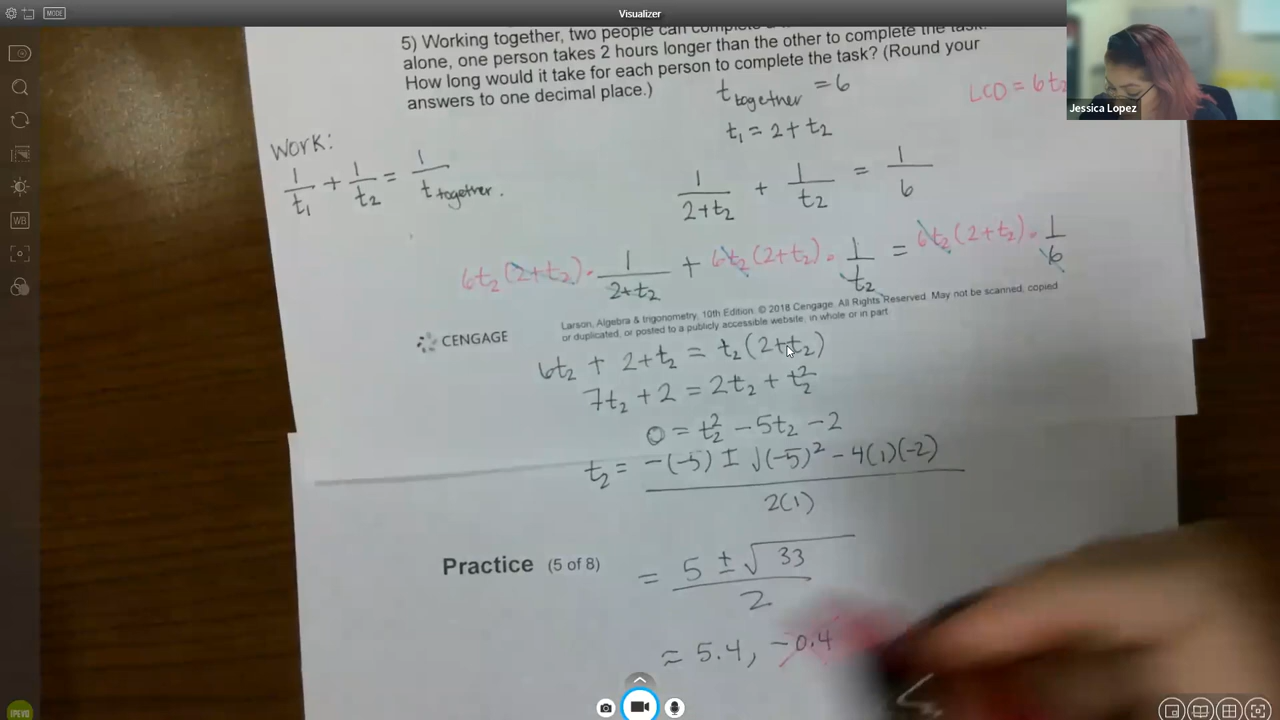 MODE
Visualizer
5) Working together, two people can complete
alone, one person takes 2 hours longer than the other to complete the task?
How long would it take for each person to complete the task? (Round your
answers to one decimal place.)
t together = 6
LCD = 6t₂
Jessica Lopez
t₁ = 2 + t₂
WORK:
1/t₁ + 1/t₂ = 1/t together.
1/(2+t₂) + 1/t₂ = 1/6
6t₂(2+t₂) · 1/(2+t₂) + 6t₂(2+t₂) · 1/t₂ = 6t₂(2+t₂) · 1/6
CENGAGE
Larson, Algebra & trigonometry, 10th Edition. © 2018 Cengage. All Rights Reserved. May not be scanned, copied
or duplicated, or posted to a publicly accessible website, in whole or in part.
6t₂ + 2+t₂ = t₂(2+t₂)
7t₂ + 2 = 2t₂ + t₂²
0 = t₂² - 5t₂ - 2
t₂ = (-(-5) ± √(-5)² - 4(1)(-2))/2(1)
Practice (5 of 8)
= (5 ± √33)/2
≈ 5.4, -0.4
WB
IPEVO